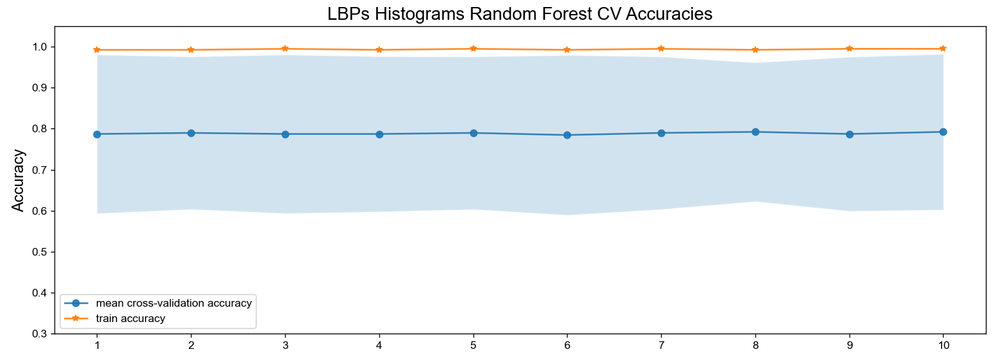 LBPs Histograms Random Forest CV Accuracies
Accuracy
1.0
0.9
0.8
0.7
0.6
0.5
0.4
0.3
mean cross-validation accuracy
train accuracy
1 2 3 4 5 6 7 8 9 10